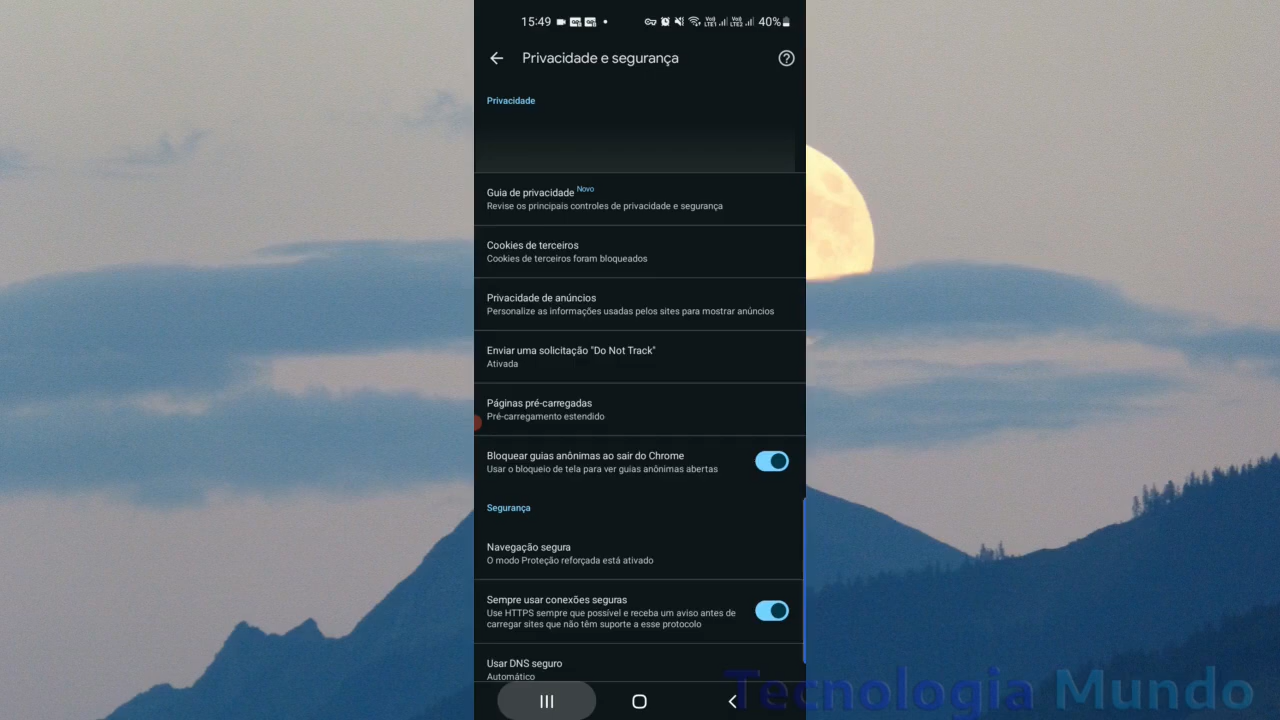 15:49
VoLTE1 VoLTE2 40%
Privacidade e segurança
Privacidade
Guia de privacidade Novo
Revise os principais controles de privacidade e segurança
Cookies de terceiros
Cookies de terceiros foram bloqueados
Privacidade de anúncios
Personalize as informações usadas pelos sites para mostrar anúncios
Enviar uma solicitação "Do Not Track"
Ativada
Páginas pré-carregadas
Pré-carregamento estendido
Bloquear guias anônimas ao sair do Chrome
Usar o bloqueio de tela para ver guias anônimas abertas
Segurança
Navegação segura
O modo Proteção reforçada está ativado
Sempre usar conexões seguras
Use HTTPS sempre que possível e receba um aviso antes de
carregar sites que não têm suporte a esse protocolo
Usar DNS seguro
Automático
Tecnologia Mundo